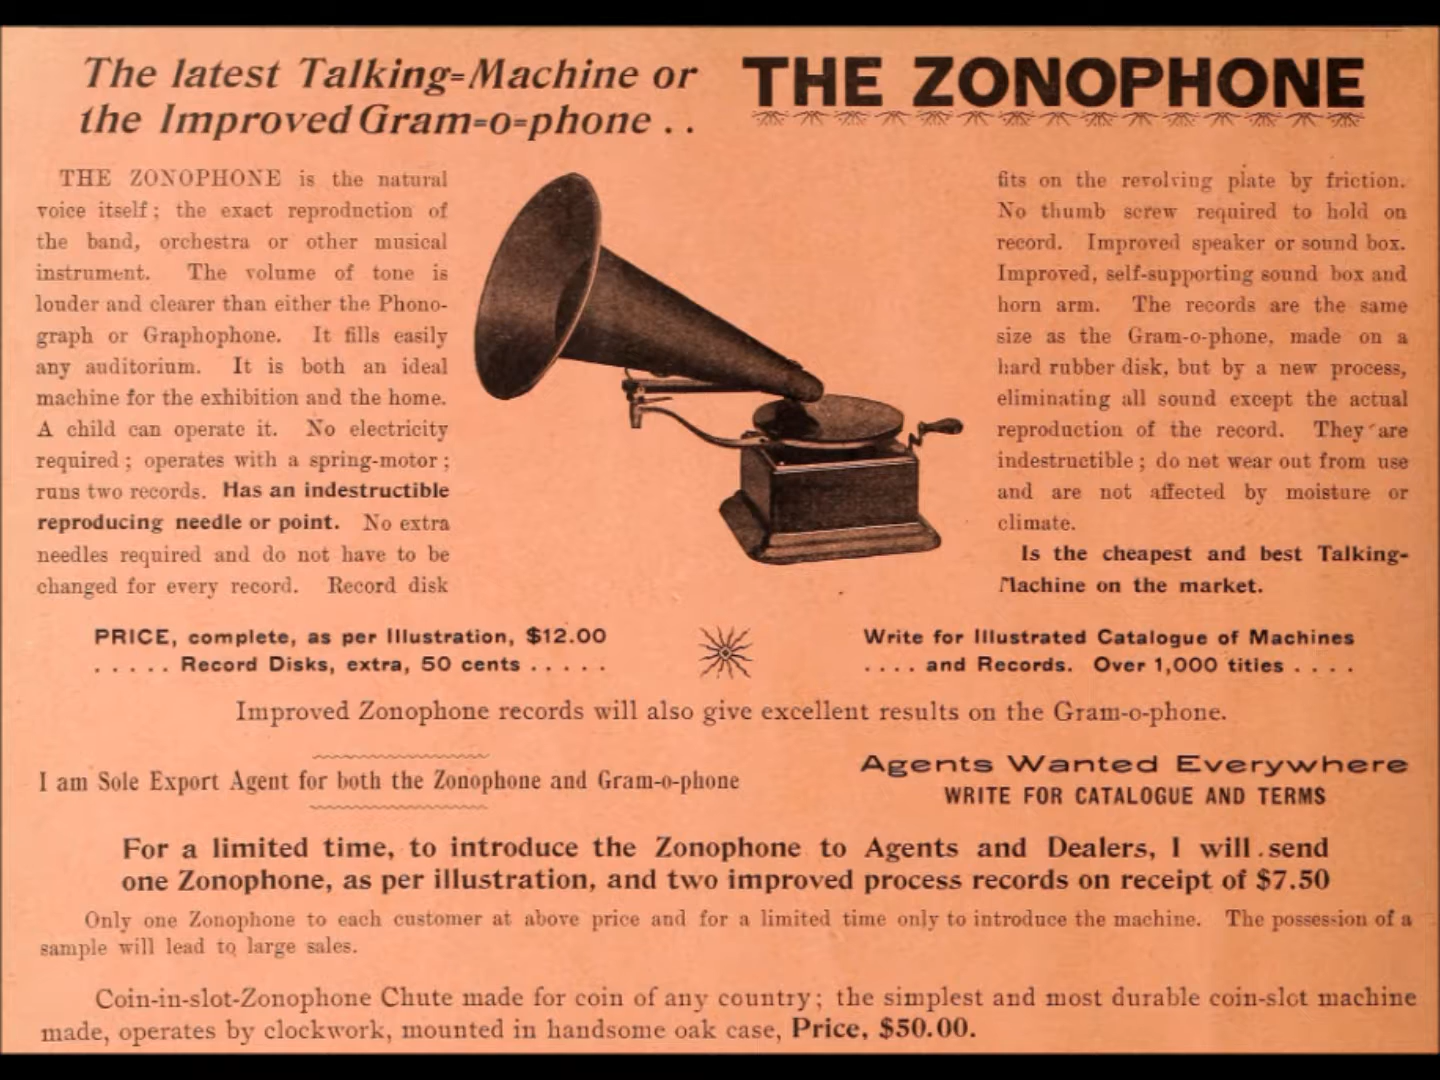 The latest Talking=Machine or
the Improved Gram=o=phone . .
THE ZONOPHONE
THE ZONOPHONE is the natural
voice itself; the exact reproduction of
the band, orchestra or other musical
instrument. The volume of tone is
louder and clearer than either the Phono-
graph or Graphophone. It fills easily
any auditorium. It is both an ideal
machine for the exhibition and the home.
A child can operate it. No electricity
required; operates with a spring-motor;
runs two records. Has an indestructible
reproducing needle or point. No extra
needles required and do not have to be
changed for every record. Record disk
fits on the revolving plate by friction.
No thumb screw required to hold on
record. Improved speaker or sound box.
Improved, self-supporting sound box and
horn arm. The records are the same
size as the Gram-o-phone, made on a
hard rubber disk, but by a new process,
eliminating all sound except the actual
reproduction of the record. They are
indestructible; do not wear out from use
and are not affected by moisture or
climate.
Is the cheapest and best Talking-
Machine on the market.
PRICE, complete, as per Illustration, $12.00
. . . . . Record Disks, extra, 50 cents . . . . .
Write for Illustrated Catalogue of Machines
. . . . and Records. Over 1,000 titles . . . .
Improved Zonophone records will also give excellent results on the Gram-o-phone.
I am Sole Export Agent for both the Zonophone and Gram-o-phone
Agents Wanted Everywhere
WRITE FOR CATALOGUE AND TERMS
For a limited time, to introduce the Zonophone to Agents and Dealers, I will send
one Zonophone, as per illustration, and two improved process records on receipt of $7.50
Only one Zonophone to each customer at above price and for a limited time only to introduce the machine. The possession of a
sample will lead to large sales.
Coin-in-slot-Zonophone Chute made for coin of any country; the simplest and most durable coin-slot machine
made, operates by clockwork, mounted in handsome oak case, Price, $50.00.